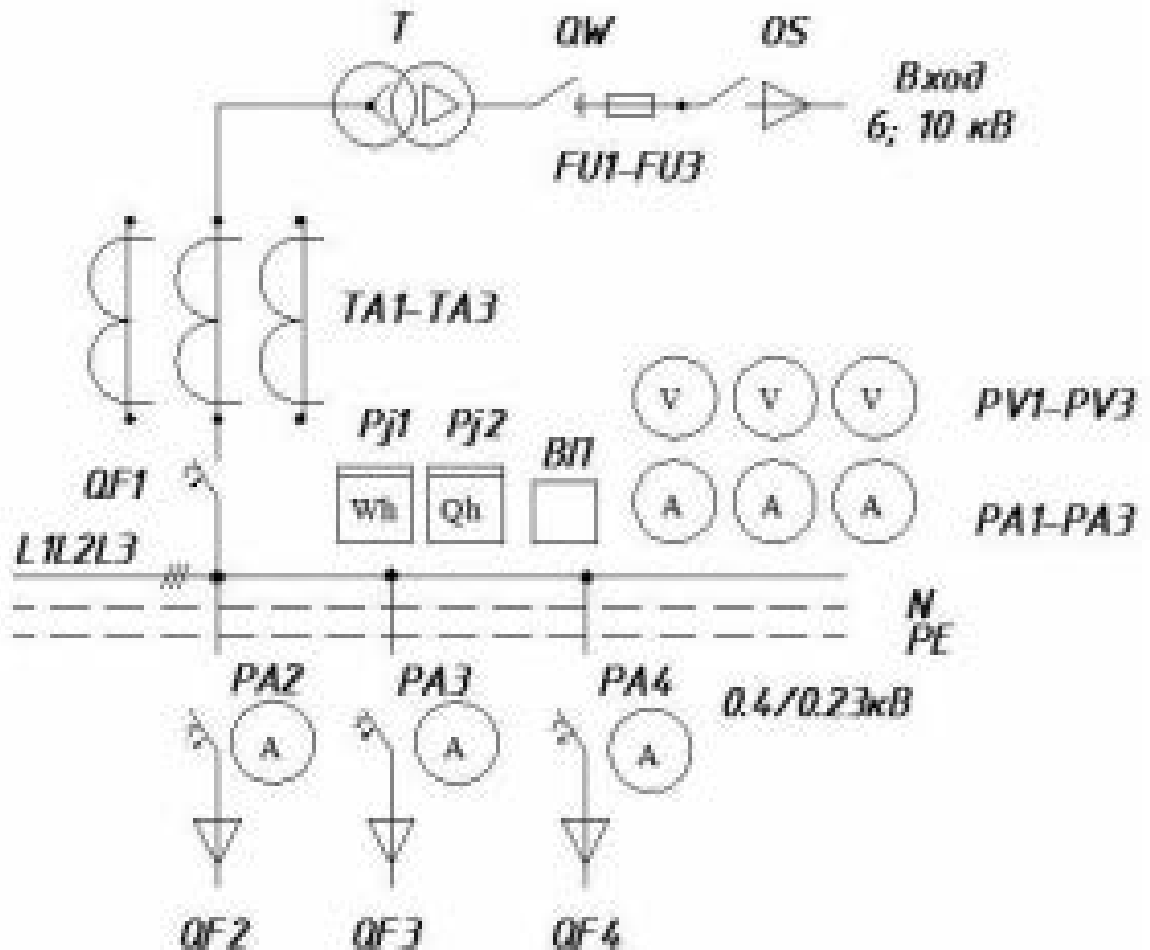 T QW QS
Вход
6; 10 кВ
FU1-FU3
TA1-TA3
V V V PV1-PV3
Pj1 Pj2 ВП
QF1 Wh Qh A A A PA1-PA3
L1L2L3
N
PE
PA2 PA3 PA4 0.4/0.23кВ
A A A
QF2 QF3 QF4